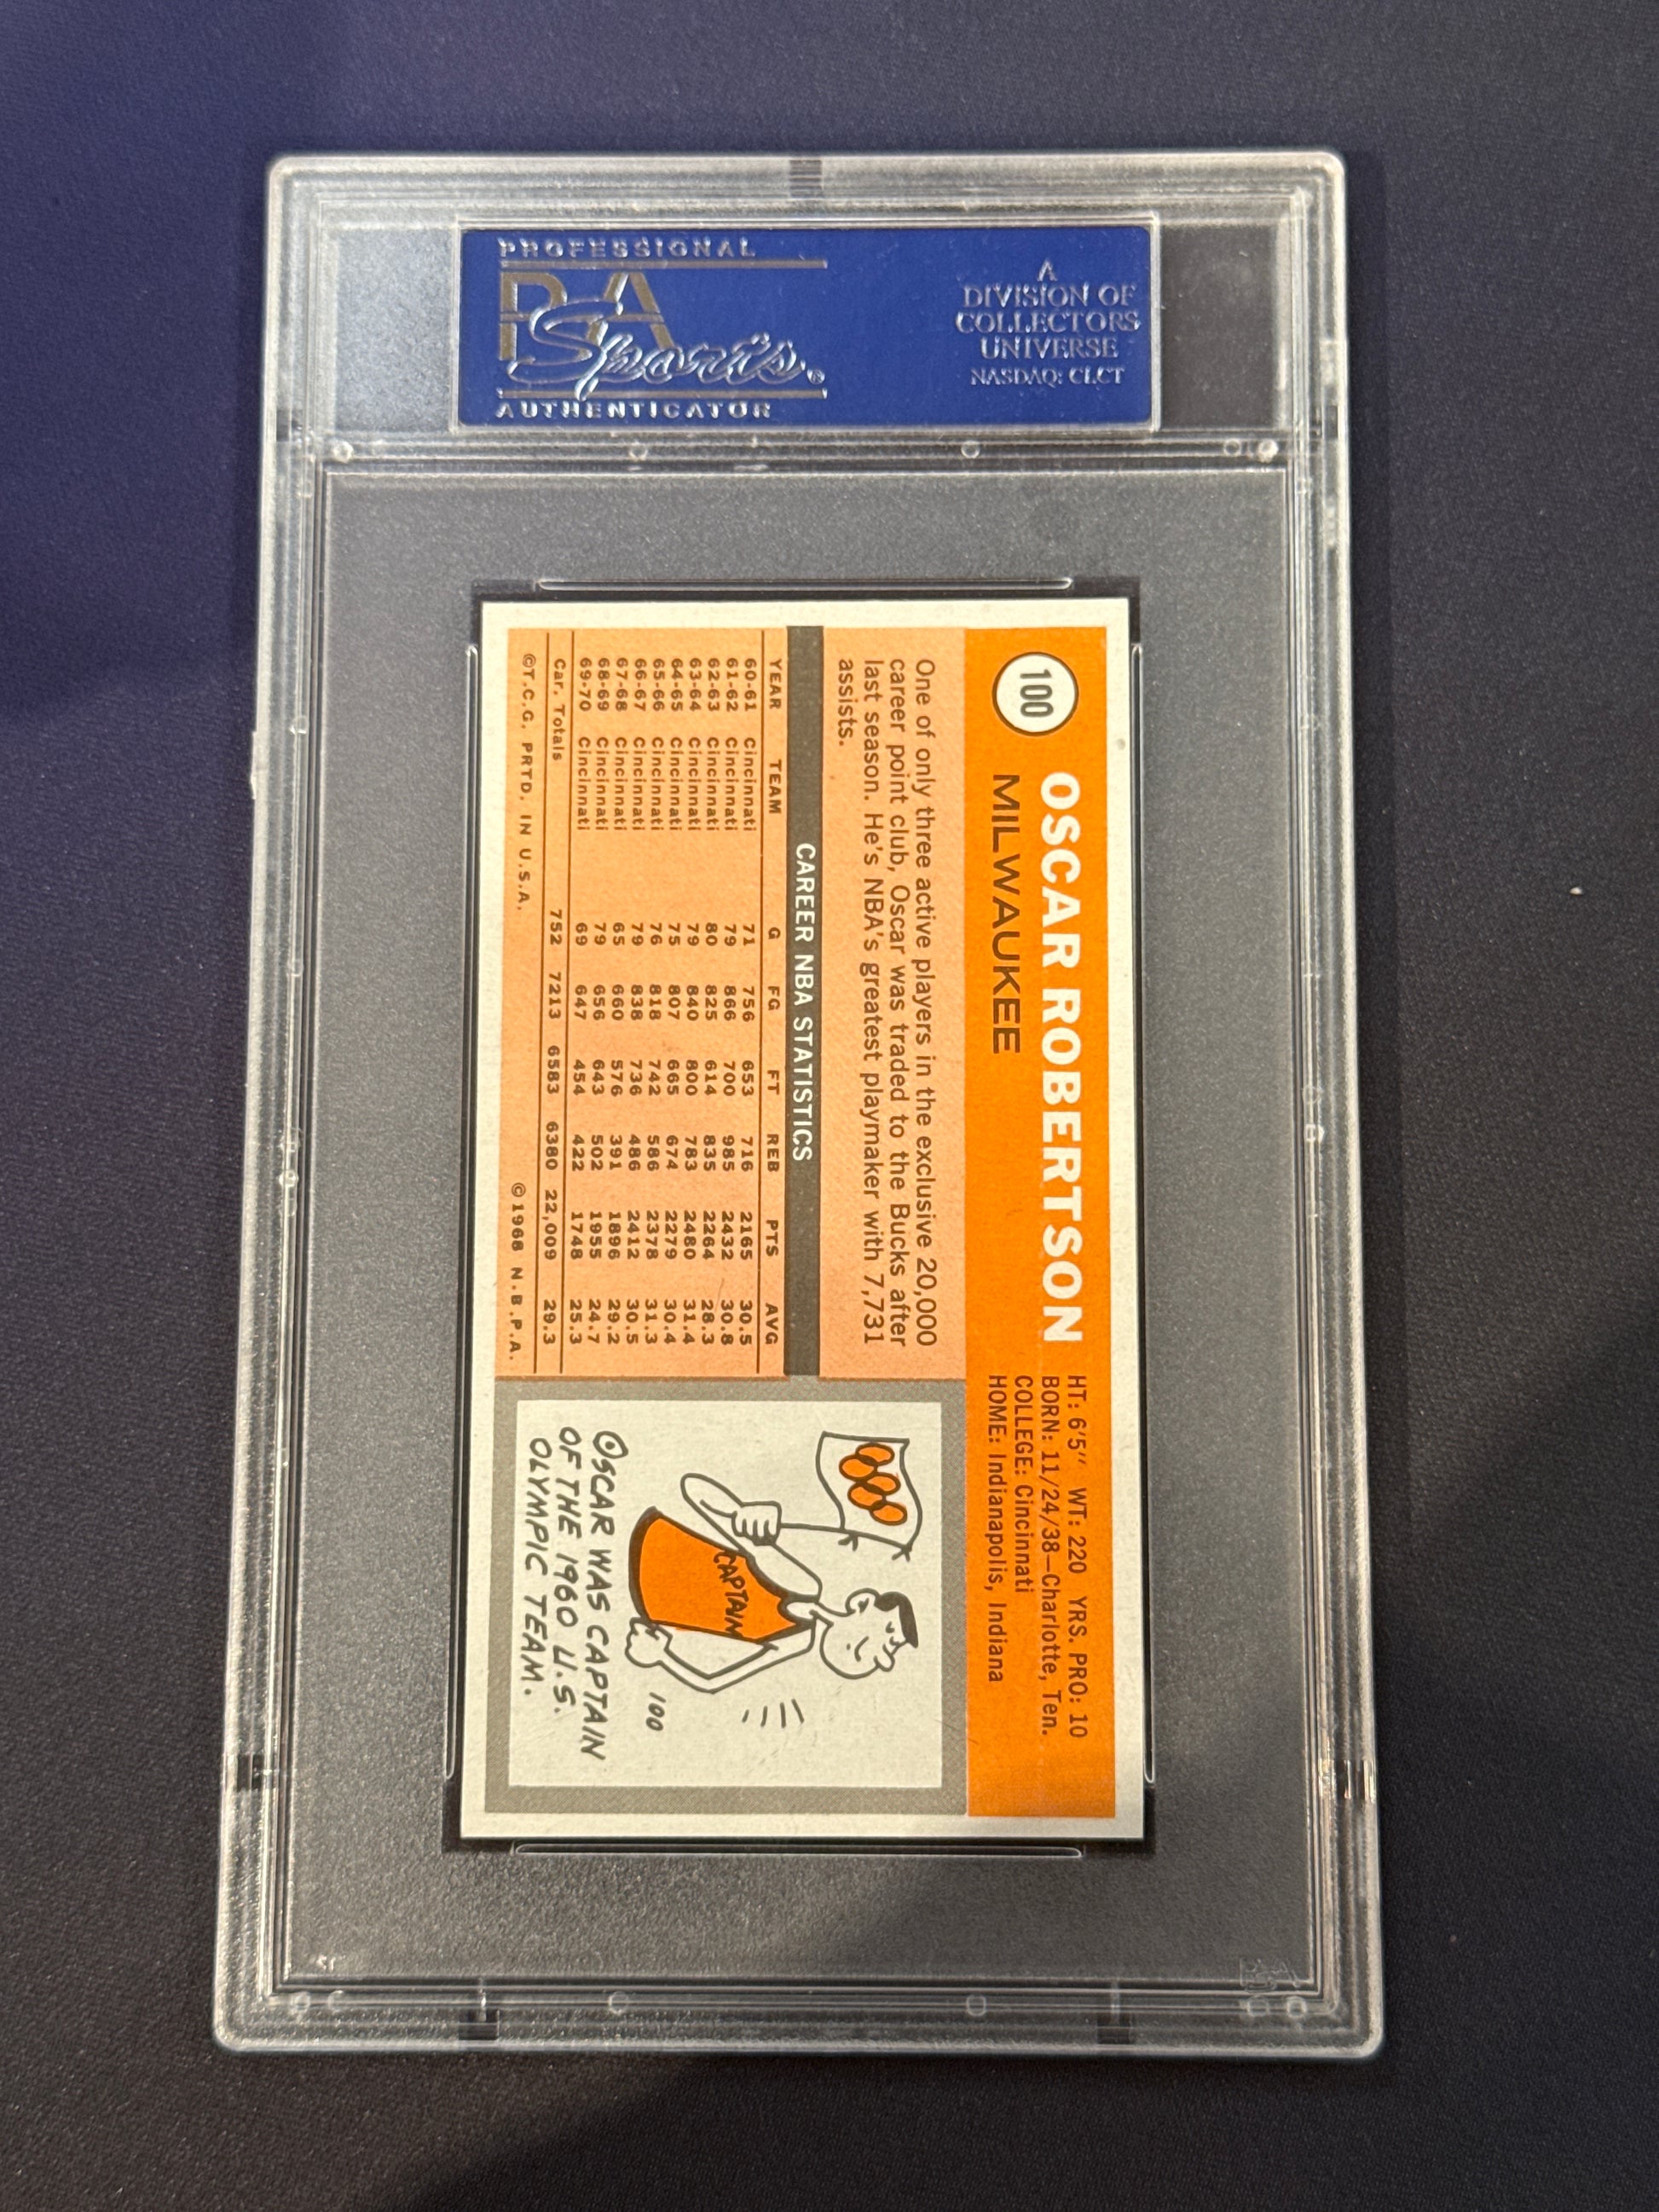 PROFESSIONAL
PSA
Sports®
AUTHENTICATOR
A
DIVISION OF
COLLECTORS
UNIVERSE
NASDAQ: CLCT
100
OSCAR ROBERTSON
MILWAUKEE
HT: 6'5" WT: 220 YRS. PRO: 10
BORN: 11/24/38—Charlotte, Ten.
COLLEGE: Cincinnati
HOME: Indianapolis, Indiana
One of only three active players in the exclusive 20,000
career point club, Oscar was traded to the Bucks after
last season. He's NBA's greatest playmaker with 7,731
assists.
CAREER NBA STATISTICS
YEAR TEAM G FG FT REB PTS AVG
60-61 Cincinnati 71 756 653 716 2165 30.5
61-62 Cincinnati 79 866 700 985 2432 30.8
62-63 Cincinnati 80 825 614 835 2264 28.3
63-64 Cincinnati 79 840 800 783 2480 31.4
64-65 Cincinnati 75 807 665 674 2279 30.4
65-66 Cincinnati 76 818 742 586 2378 31.3
66-67 Cincinnati 79 838 736 486 2412 30.5
67-68 Cincinnati 65 660 576 391 1896 29.2
68-69 Cincinnati 79 656 643 502 1955 24.7
69-70 Cincinnati 69 647 454 422 1748 25.3
Car. Totals 752 7213 6583 6380 22,009 29.3
©T.C.G. PRTD. IN U.S.A. ©1968 N.B.P.A.
CAPTAIN
100
OSCAR WAS CAPTAIN
OF THE 1960 U.S.
OLYMPIC TEAM.